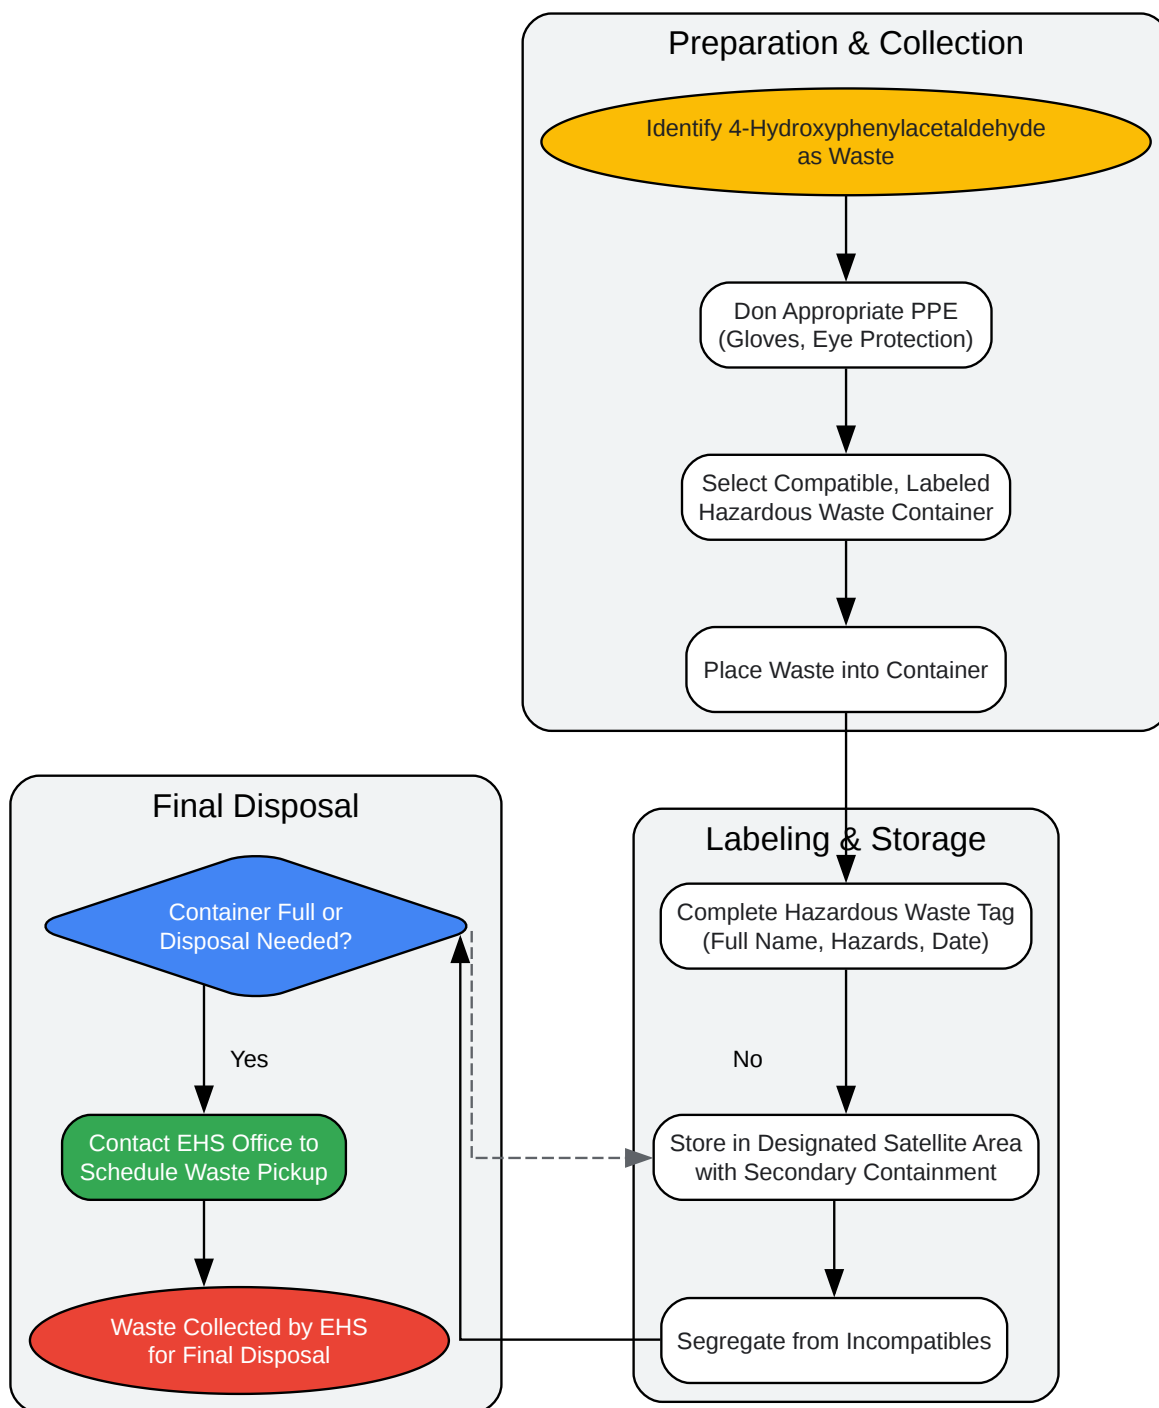 Preparation & Collection
Identify 4-Hydroxyphenylacetaldehyde
as Waste
Don Appropriate PPE
(Gloves, Eye Protection)
Select Compatible, Labeled
Hazardous Waste Container
Place Waste into Container
Labeling & Storage
Complete Hazardous Waste Tag
(Full Name, Hazards, Date)
No
Store in Designated Satellite Area
with Secondary Containment
Segregate from Incompatibles
Final Disposal
Container Full or
Disposal Needed?
Yes
Contact EHS Office to
Schedule Waste Pickup
Waste Collected by EHS
for Final Disposal